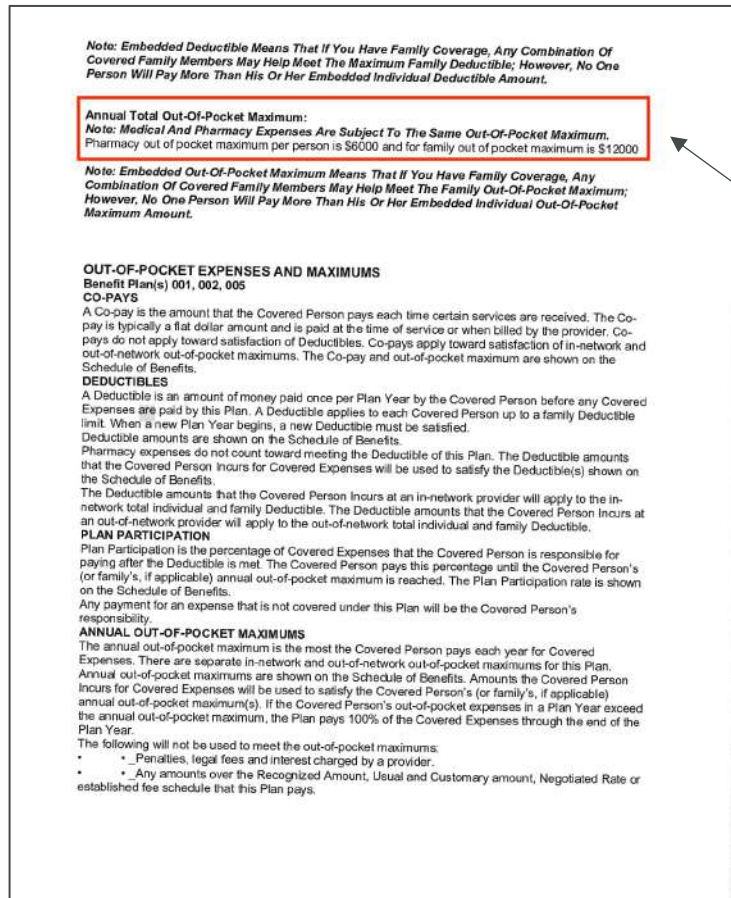 Note: Embedded Deductible Means That If You Have Family Coverage, Any Combination Of
Covered Family Members May Help Meet The Maximum Family Deductible; However, No One
Person Will Pay More Than His Or Her Embedded Individual Deductible Amount.
Annual Total Out-Of-Pocket Maximum:
Note: Medical And Pharmacy Expenses Are Subject To The Same Out-Of-Pocket Maximum.
Pharmacy out of pocket maximum per person is $6000 and for family out of pocket maximum is $12000
Note: Embedded Out-Of-Pocket Maximum Means That If You Have Family Coverage, Any
Combination Of Covered Family Members May Help Meet The Family Out-Of-Pocket Maximum;
However, No One Person Will Pay More Than His Or Her Embedded Individual Out-Of-Pocket
Maximum Amount.
OUT-OF-POCKET EXPENSES AND MAXIMUMS
Benefit Plan(s) 001, 002, 005
CO-PAYS
A Co-pay is the amount that the Covered Person pays each time certain services are received. The Co-
pay is typically a flat dollar amount and is paid at the time of service or when billed by the provider. Co-
pays do not apply toward satisfaction of Deductibles. Co-pays apply toward satisfaction of in-network and
out-of-network out-of-pocket maximums. The Co-pay and out-of-pocket maximum are shown on the
Schedule of Benefits.
DEDUCTIBLES
A Deductible is an amount of money paid once per Plan Year by the Covered Person before any Covered
Expenses are paid by this Plan. A Deductible applies to each Covered Person up to a family Deductible
limit. When a new Plan Year begins, a new Deductible must be satisfied.
Deductible amounts are shown on the Schedule of Benefits.
Pharmacy expenses do not count toward meeting the Deductible of this Plan. The Deductible amounts
that the Covered Person Incurs for Covered Expenses will be used to satisfy the Deductible(s) shown on
the Schedule of Benefits.
The Deductible amounts that the Covered Person Incurs at an in-network provider will apply to the in-
network total individual and family Deductible. The Deductible amounts that the Covered Person Incurs at
an out-of-network provider will apply to the out-of-network total individual and family Deductible.
PLAN PARTICIPATION
Plan Participation is the percentage of Covered Expenses that the Covered Person is responsible for
paying after the Deductible is met. The Covered Person pays this percentage until the Covered Person's
(or family's, if applicable) annual out-of-pocket maximum is reached. The Plan Participation rate is shown
on the Schedule of Benefits.
Any payment for an expense that is not covered under this Plan will be the Covered Person's
responsibility.
ANNUAL OUT-OF-POCKET MAXIMUMS
The annual out-of-pocket maximum is the most the Covered Person pays each year for Covered
Expenses. There are separate in-network and out-of-network out-of-pocket maximums for this Plan.
Annual out-of-pocket maximums are shown on the Schedule of Benefits. Amounts the Covered Person
Incurs for Covered Expenses will be used to satisfy the Covered Person's (or family's, if applicable)
annual out-of-pocket maximum(s). If the Covered Person's out-of-pocket expenses in a Plan Year exceed
the annual out-of-pocket maximum, the Plan pays 100% of the Covered Expenses through the end of the
Plan Year.
The following will not be used to meet the out-of-pocket maximums:
• •_Penalties, legal fees and interest charged by a provider.
• •_Any amounts over the Recognized Amount, Usual and Customary amount, Negotiated Rate or
established fee schedule that this Plan pays.